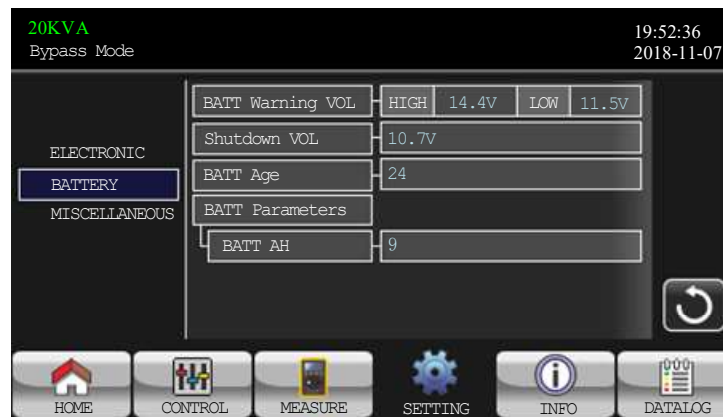 20KVA
19:52:36
Bypass Mode
2018-11-07
BATT Warning VOL HIGH 14.4V LOW 11.5V
Shutdown VOL 10.7V
ELECTRONIC
BATT Age 24
BATTERY
BATT Parameters
MISCELLANEOUS
BATT AH 9
HOME CONTROL MEASURE SETTING INFO DATALOG